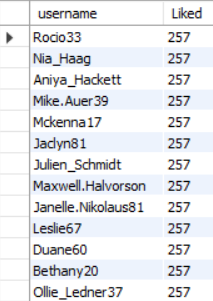 username Liked
Rocio33 257
Nia_Haag 257
Aniya_Hackett 257
Mike.Auer39 257
Mckenna17 257
Jaclyn81 257
Julien_Schmidt 257
Maxwell.Halvorson 257
Janelle.Nikolaus81 257
Leslie67 257
Duane60 257
Bethany20 257
Ollie_Ledner37 257